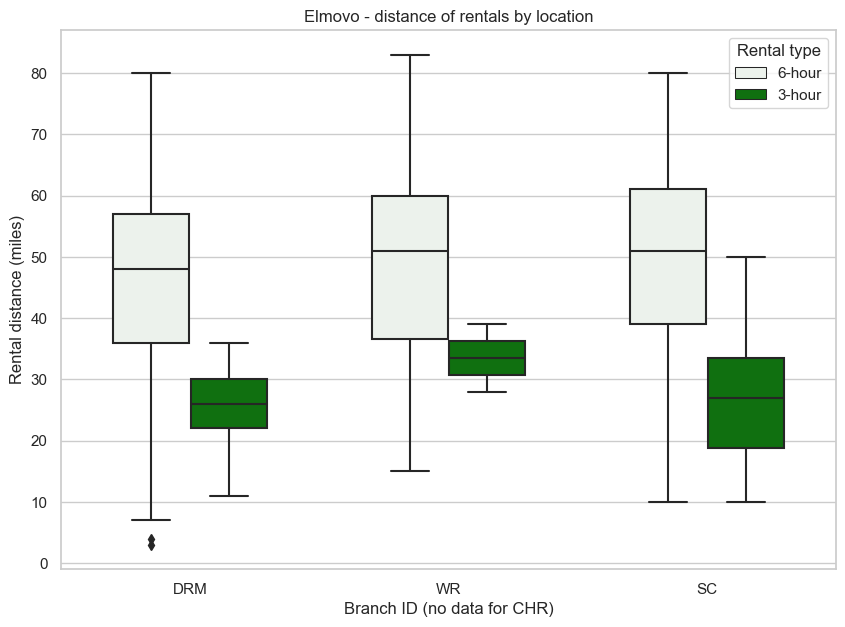 Elmovo - distance of rentals by location
Rental type
6-hour
3-hour
Rental distance (miles)
80
70
60
50
40
30
20
10
0
DRM WR SC
Branch ID (no data for CHR)